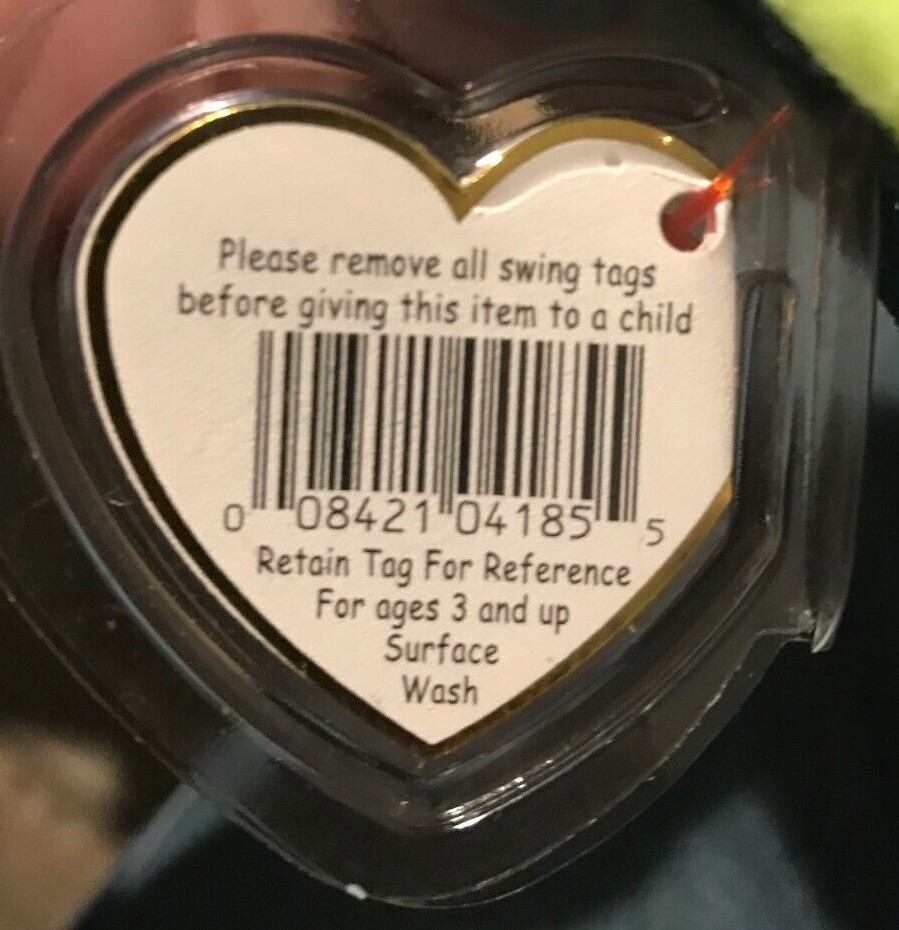 Please remove all swing tags
before giving this item to a child
0 08421 04185 5
Retain Tag For Reference
For ages 3 and up
Surface
Wash